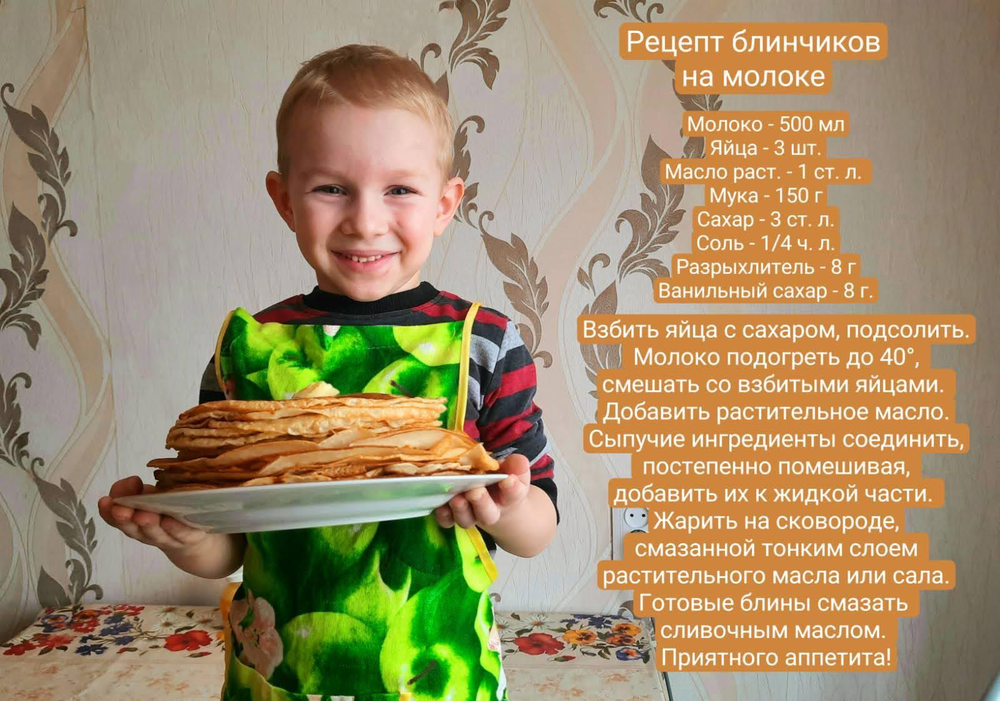 Рецепт блинчиков
на молоке
Молоко - 500 мл
Яйца - 3 шт.
Масло раст. - 1 ст. л.
Мука - 150 г
Сахар - 3 ст. л.
Соль - 1/4 ч. л.
Разрыхлитель - 8 г
Ванильный сахар - 8 г.
Взбить яйца с сахаром, подсолить.
Молоко подогреть до 40°,
смешать со взбитыми яйцами.
Добавить растительное масло.
Сыпучие ингредиенты соединить,
постепенно помешивая,
добавить их к жидкой части.
Жарить на сковороде,
смазанной тонким слоем
растительного масла или сала.
Готовые блины смазать
сливочным маслом.
Приятного аппетита!